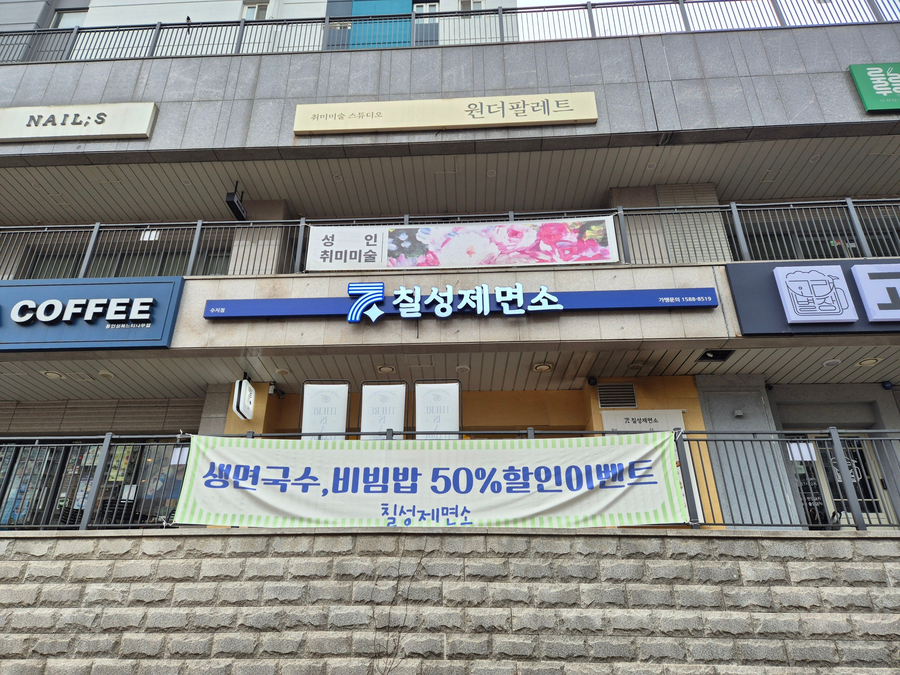 NAIL;S
취미미술 스튜디오 원더팔레트
성 인
취미미술
COFFEE
수지점 칠성제면소 가맹문의 1588-8519
칠성제면소
생면국수,비빔밥 50%할인이벤트
칠성제면소